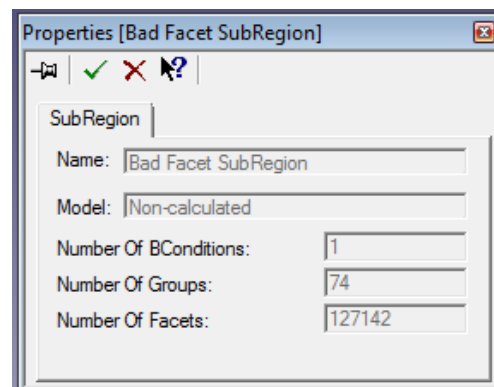 Properties [Bad Facet SubRegion]
SubRegion
Name: Bad Facet SubRegion
Model: Non-calculated
Number Of BConditions: 1
Number Of Groups: 74
Number Of Facets: 127142